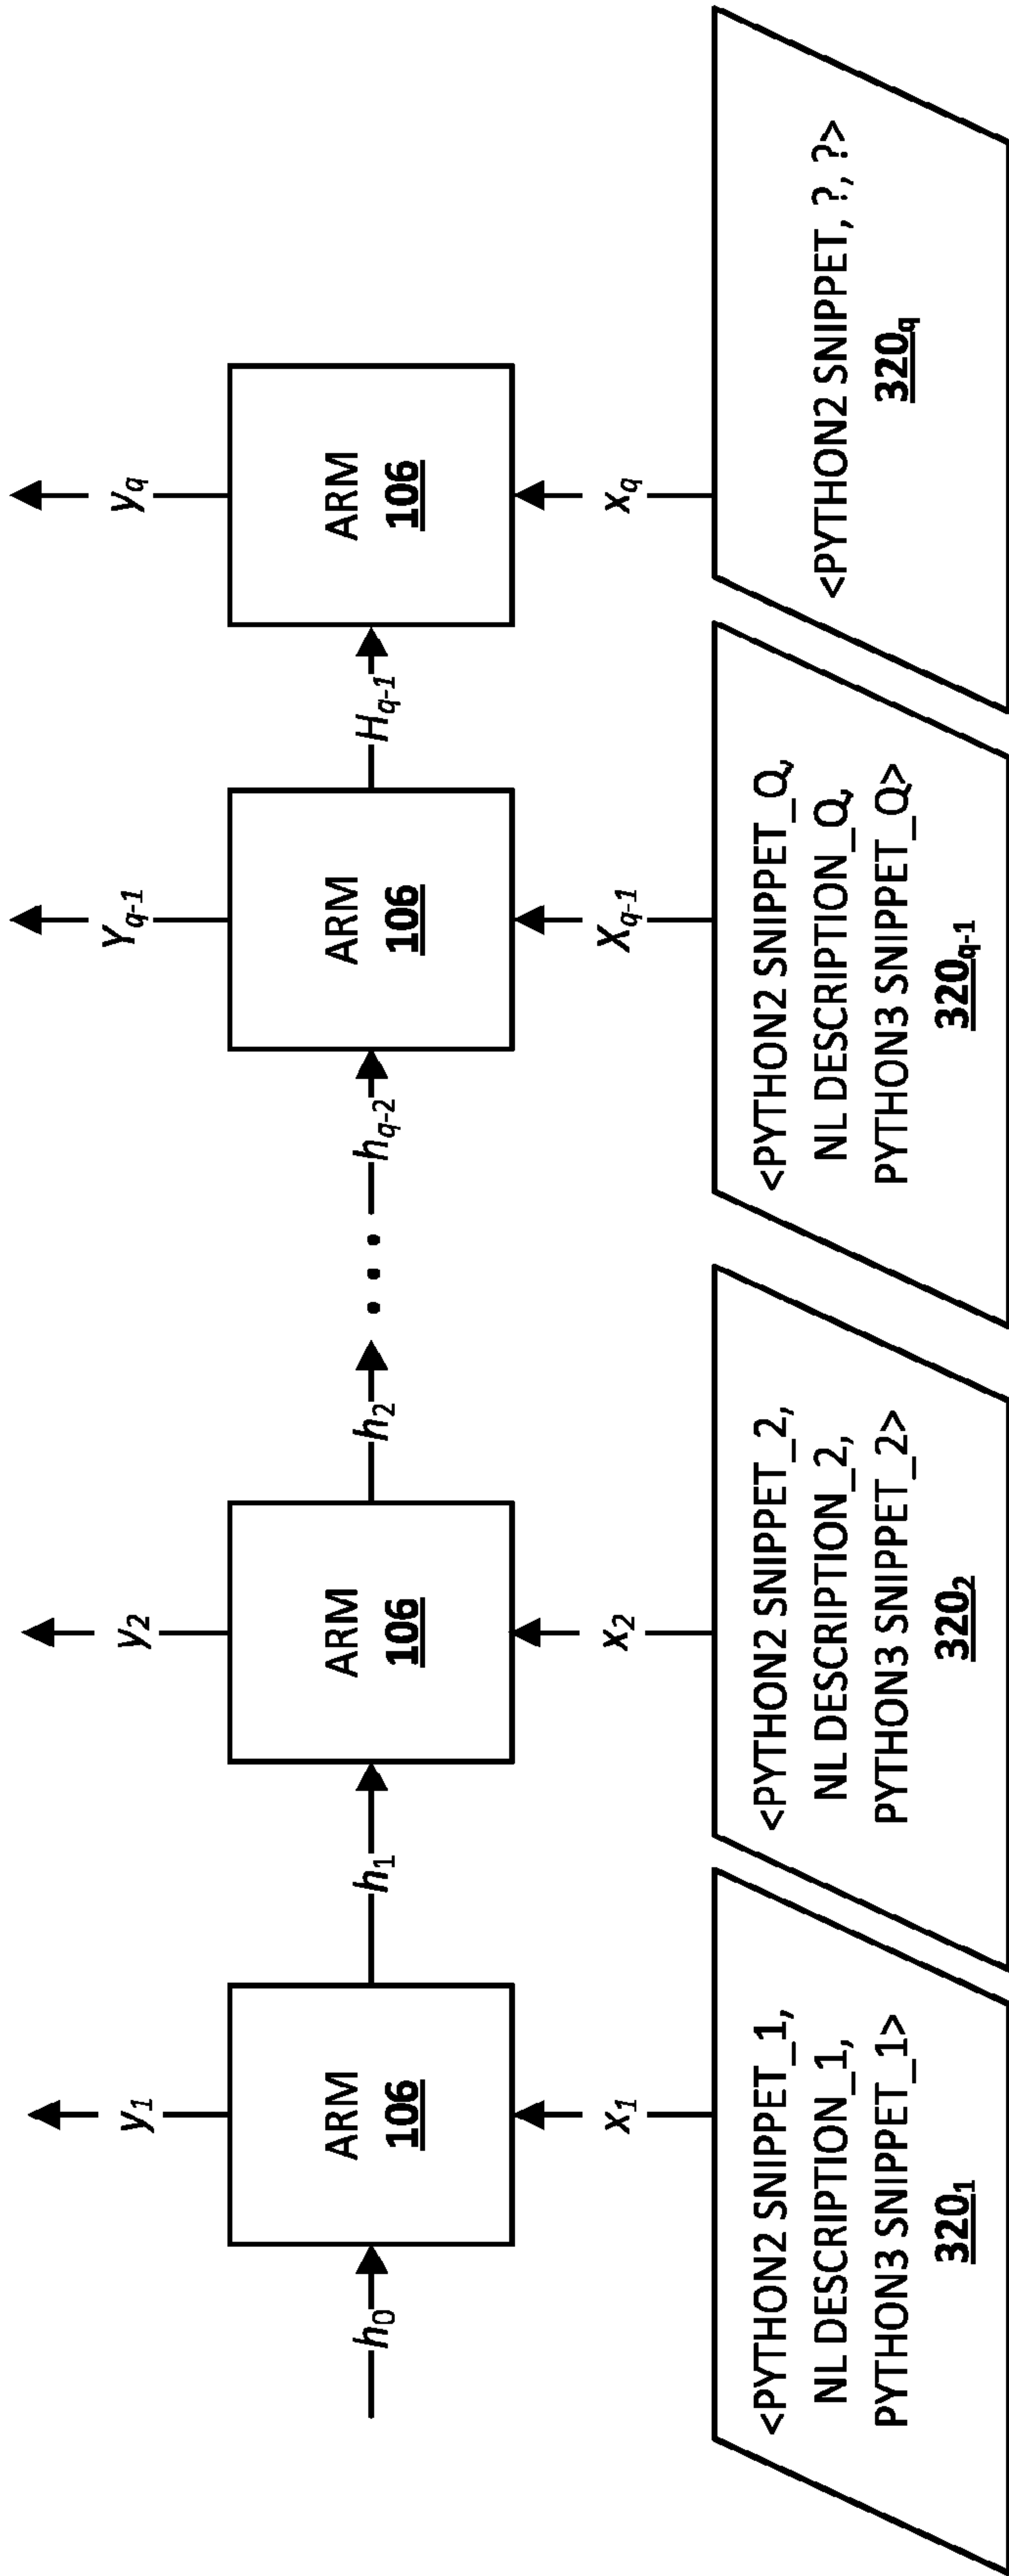 y1
y2
Yq-1
yq
h0
ARM
106
h1
ARM
106
h2
• • •
hq-2
ARM
106
Hq-1
ARM
106
x1
x2
Xq-1
xq
<PYTHON2 SNIPPET_1,
NL DESCRIPTION_1,
PYTHON3 SNIPPET_1>
3201
<PYTHON2 SNIPPET_2,
NL DESCRIPTION_2,
PYTHON3 SNIPPET_2>
3202
<PYTHON2 SNIPPET_Q,
NL DESCRIPTION_Q,
PYTHON3 SNIPPET_Q>
320q-1
<PYTHON2 SNIPPET, ?, ?>
320q